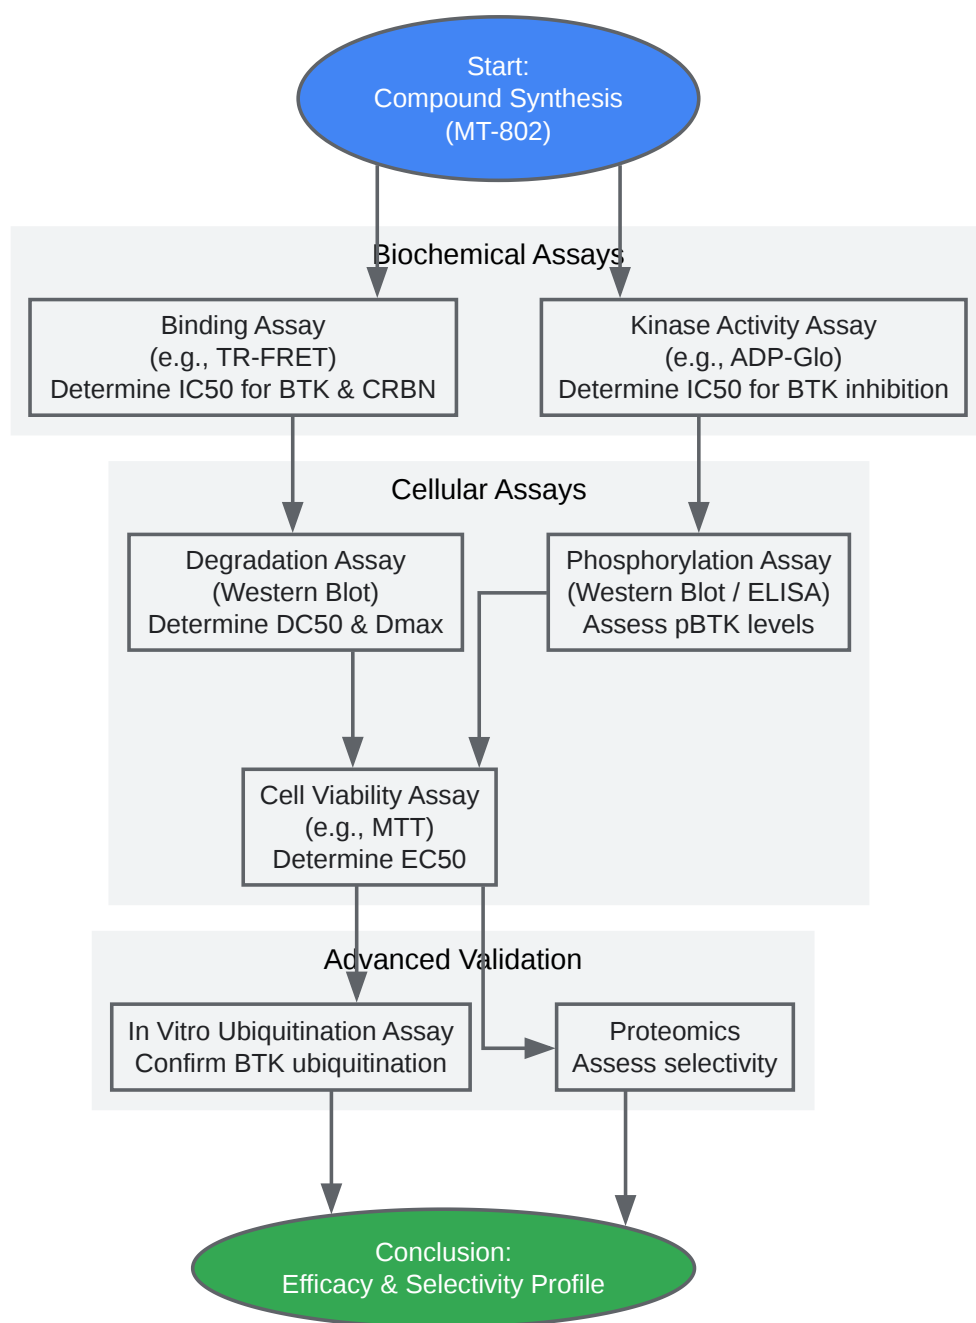 Start:
Compound Synthesis
(MT-802)
Biochemical Assays
Binding Assay
(e.g., TR-FRET)
Determine IC50 for BTK & CRBN
Kinase Activity Assay
(e.g., ADP-Glo)
Determine IC50 for BTK inhibition
Cellular Assays
Degradation Assay
(Western Blot)
Determine DC50 & Dmax
Phosphorylation Assay
(Western Blot / ELISA)
Assess pBTK levels
Cell Viability Assay
(e.g., MTT)
Determine EC50
Advanced Validation
In Vitro Ubiquitination Assay
Confirm BTK ubiquitination
Proteomics
Assess selectivity
Conclusion:
Efficacy & Selectivity Profile